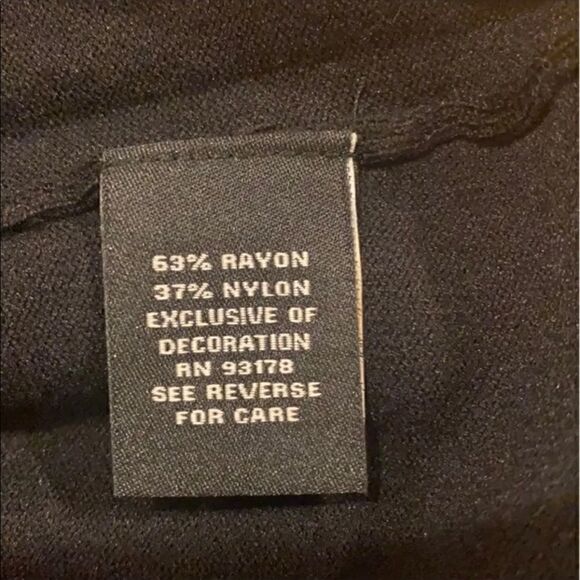 63% RAYON
37% NYLON
EXCLUSIVE OF
DECORATION
RN 93178
SEE REVERSE
FOR CARE